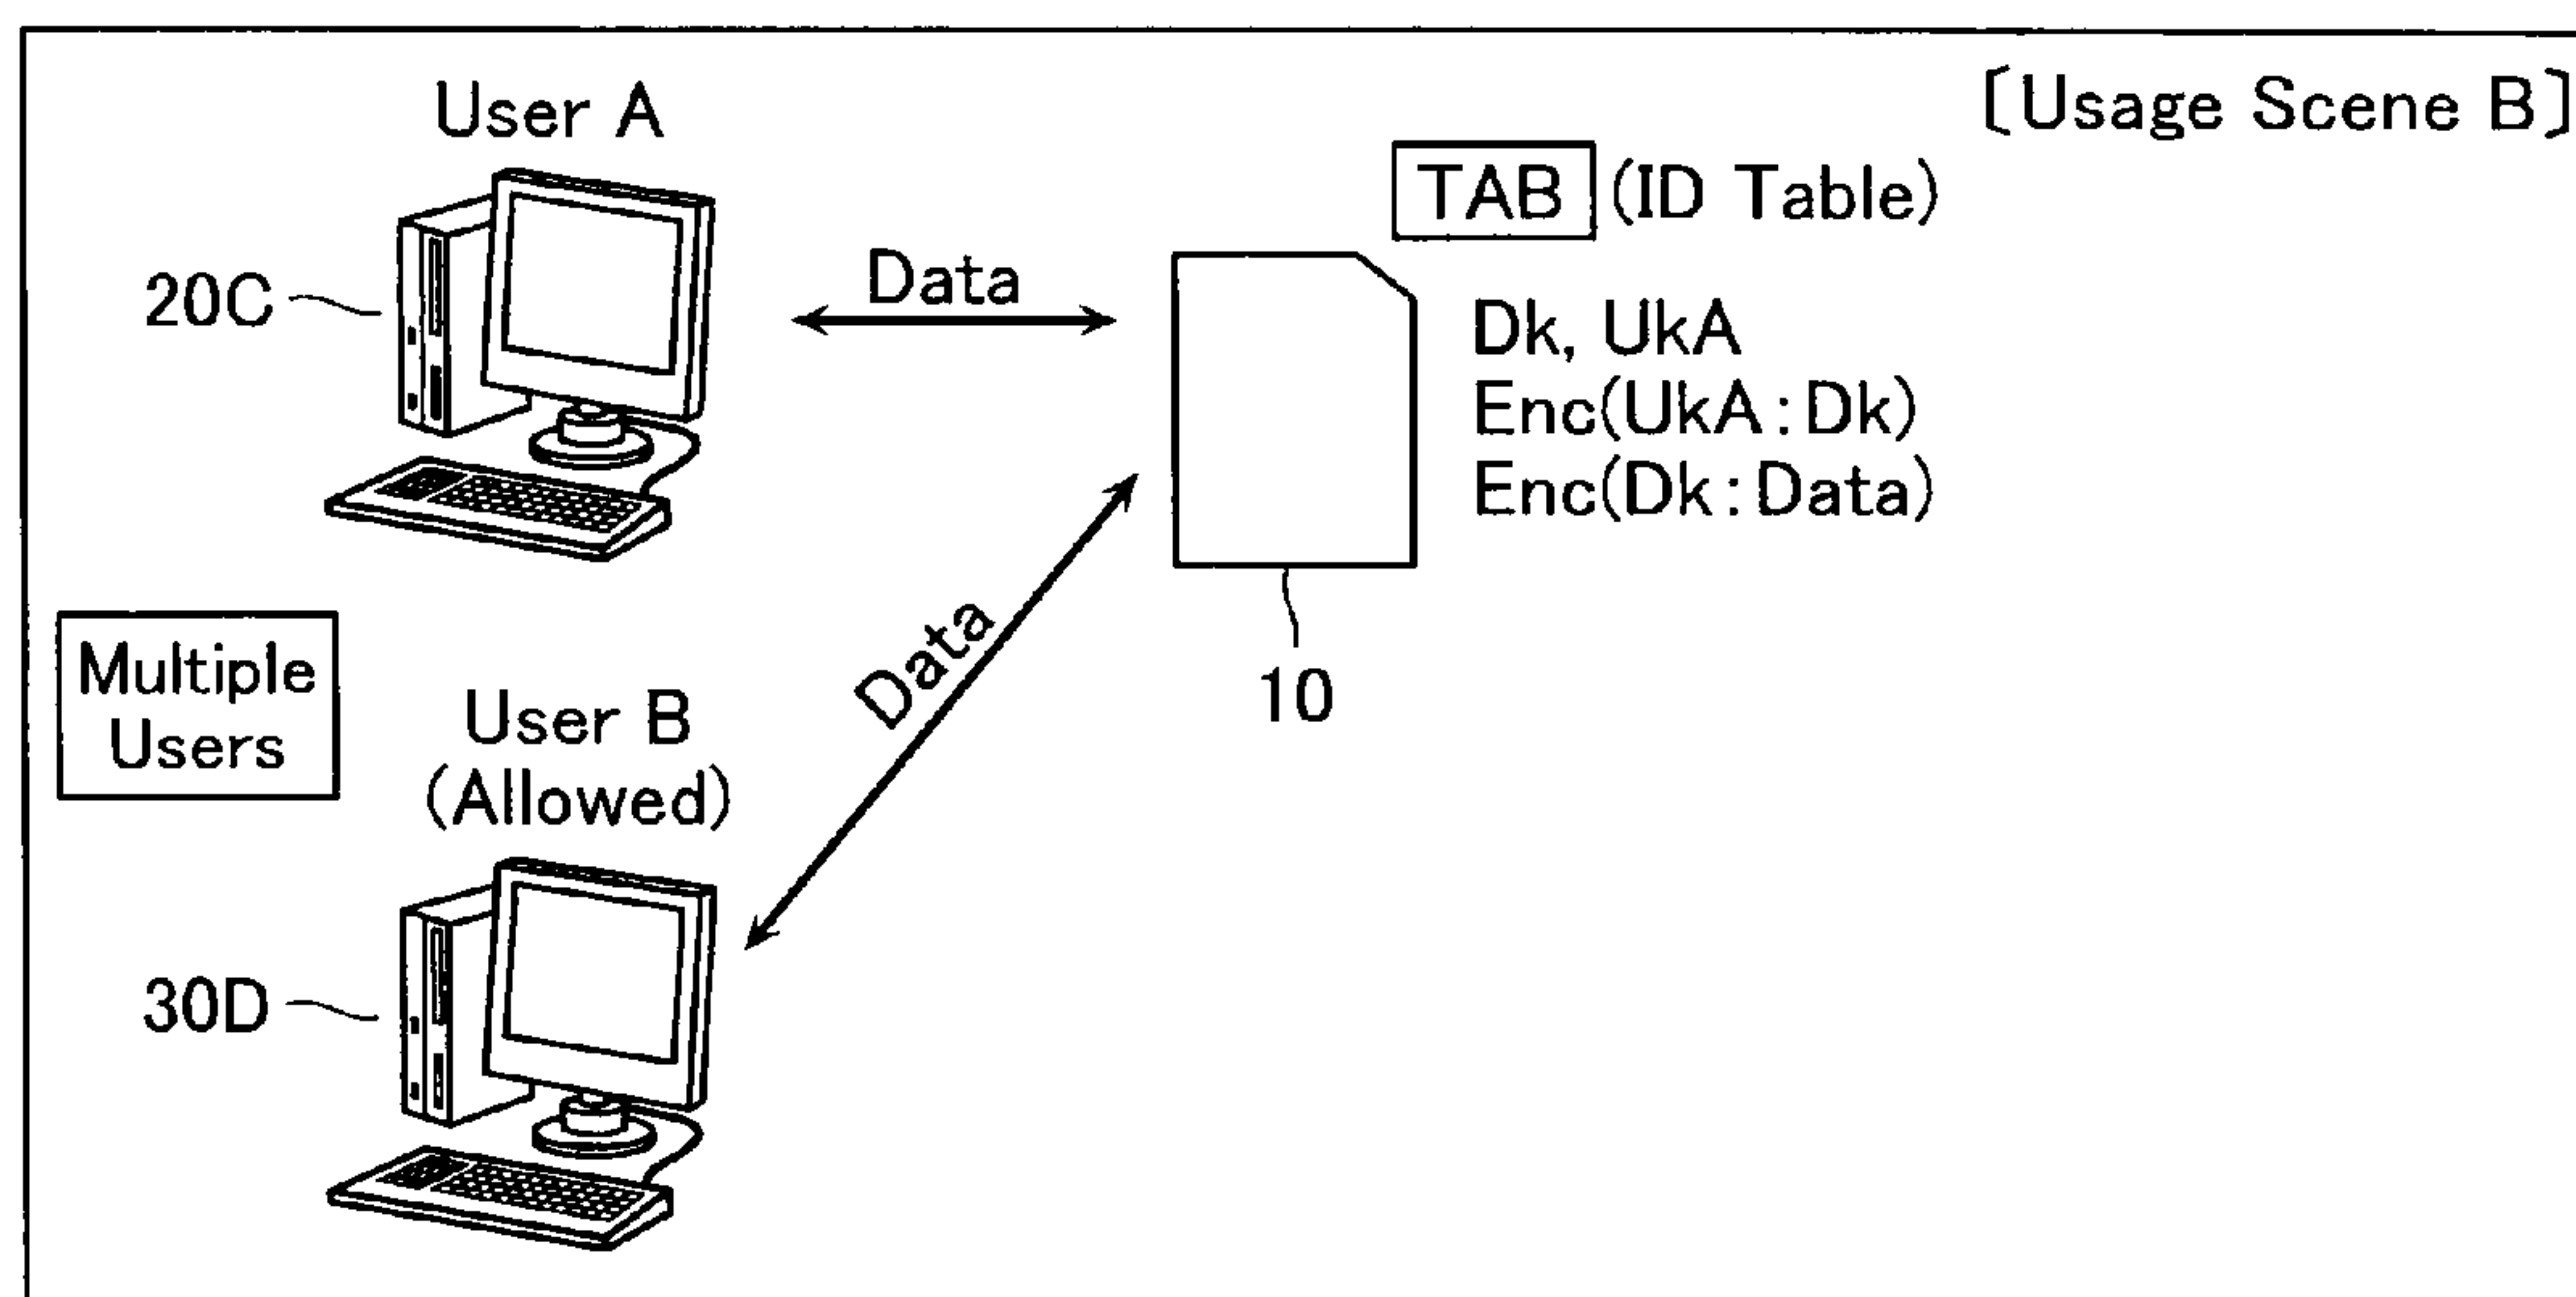 [Usage Scene B]
User A
TAB (ID Table)
20C
Data
Dk, UkA
Enc(UkA:Dk)
Enc(Dk:Data)
10
Data
Multiple
Users
User B
(Allowed)
30D